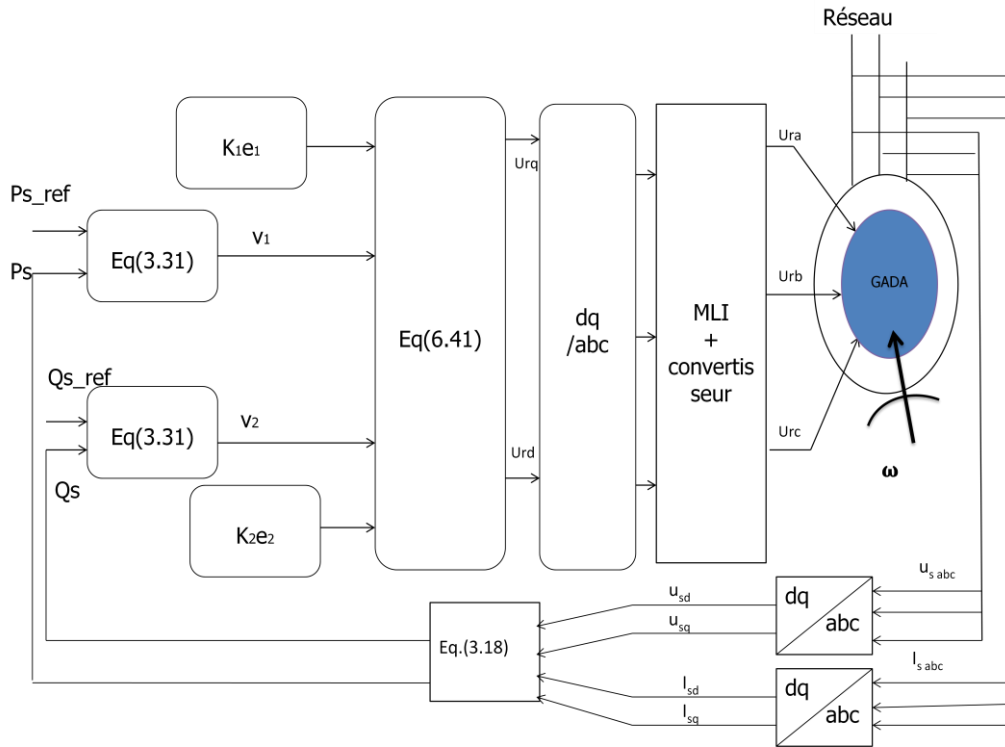 Réseau
K1e1
Ura
Urq
Ps_ref
v1
Eq(3.31)
Ps
Urb
GADA
Eq(6.41)
dq
/abc
MLI
+
convertis
seur
Qs_ref
v2
Eq(3.31)
Urd
Urc
Qs
ω
K2e2
us abc
usd
dq
usq
abc
Eq.(3.18)
Is abc
Isd
dq
Isq
abc